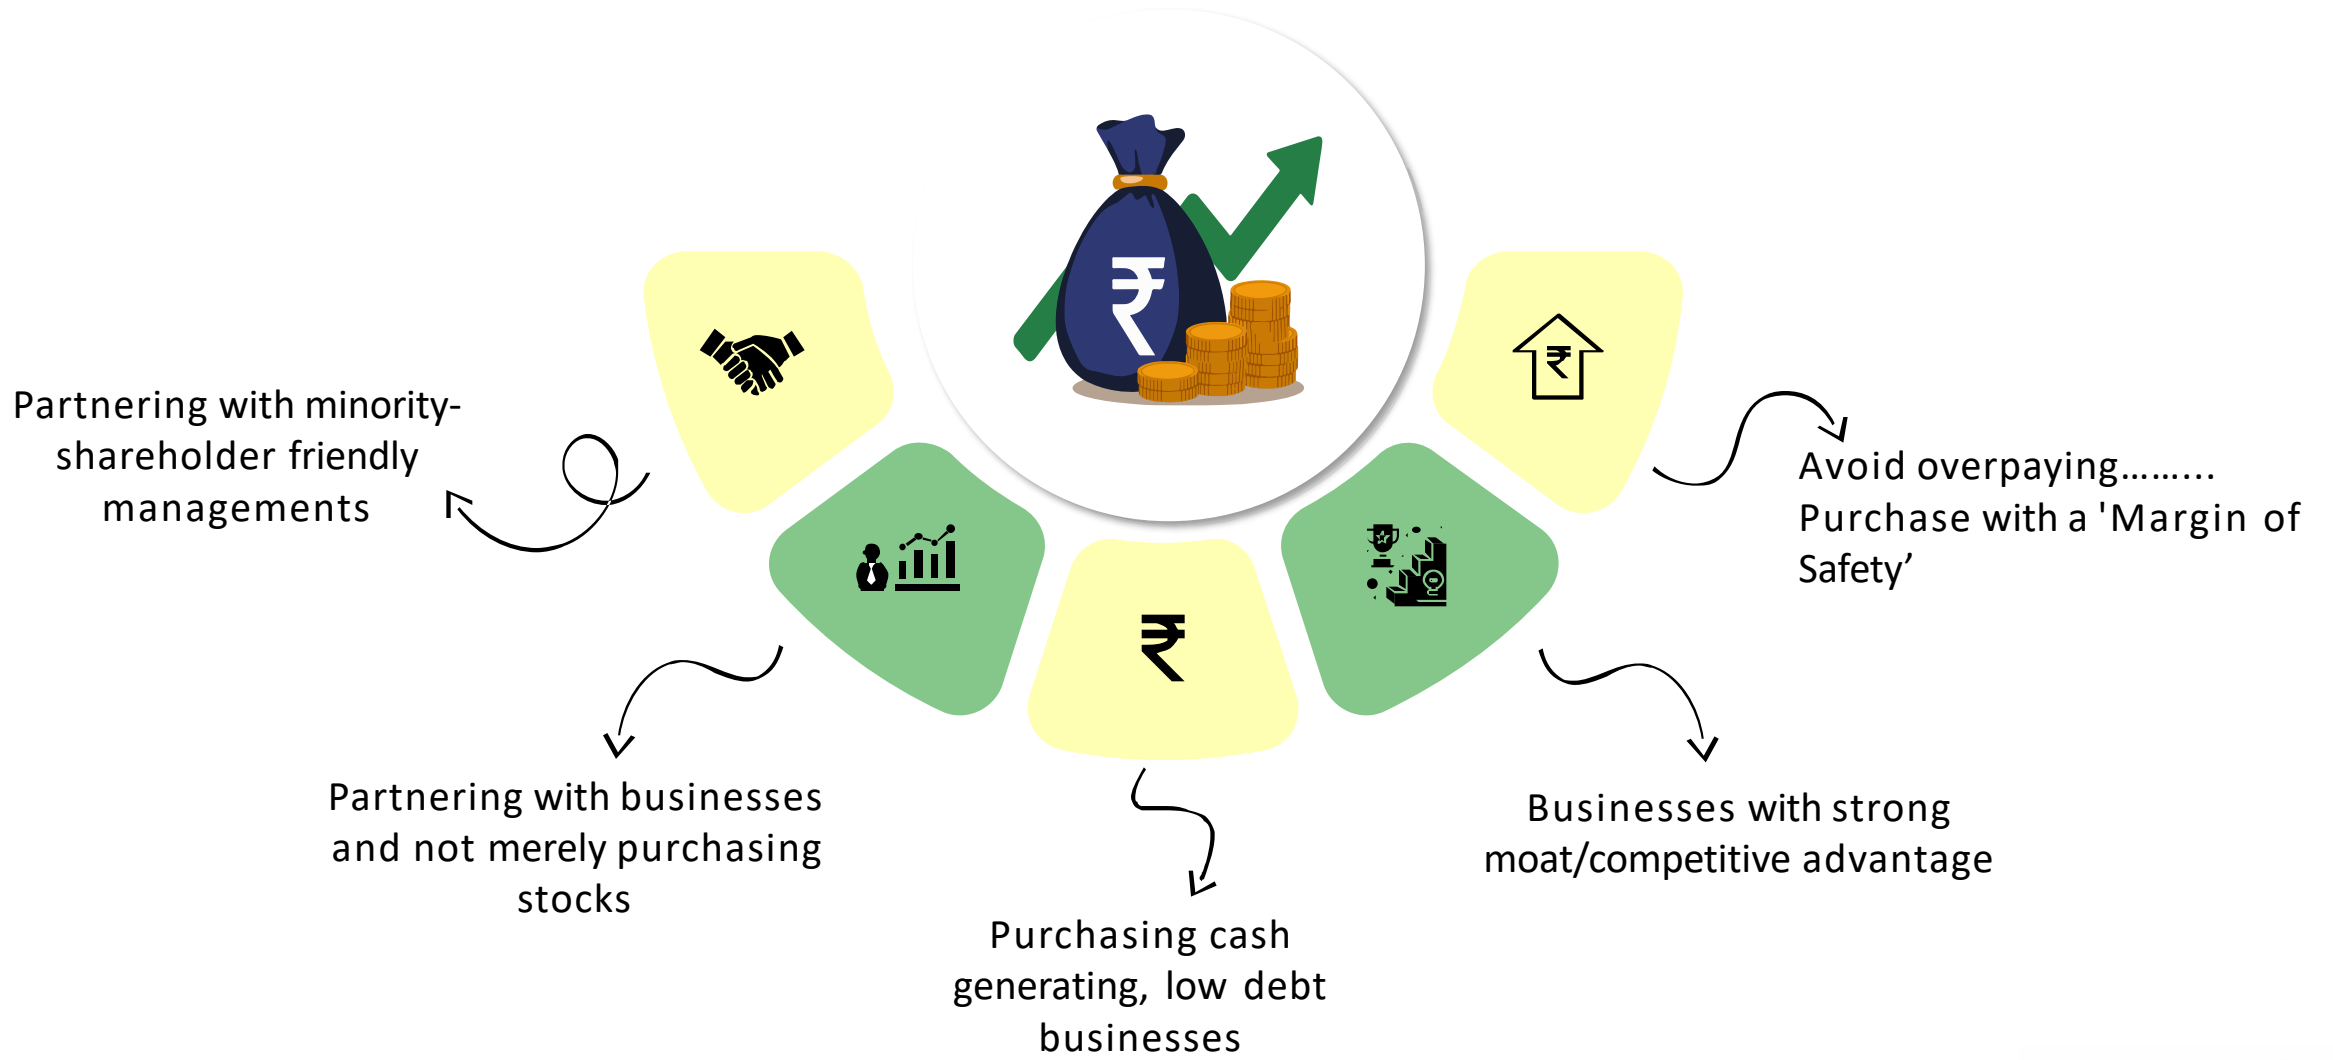 Partnering with minority-
shareholder friendly
managements
Partnering with businesses
and not merely purchasing
stocks
Purchasing cash
generating, low debt
businesses
Businesses with strong
moat/competitive advantage
Avoid overpaying……...
Purchase with a 'Margin of
Safety’
₹
₹
₹